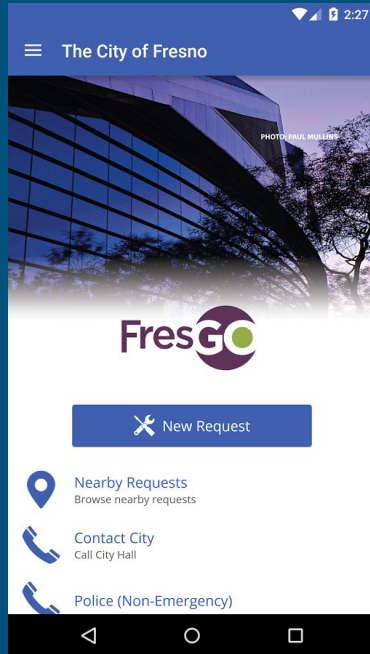 2:27
The City of Fresno
PHOTO: PAUL MULLINS
FresGO
New Request
Nearby Requests
Browse nearby requests
Contact City
Call City Hall
Police (Non-Emergency)